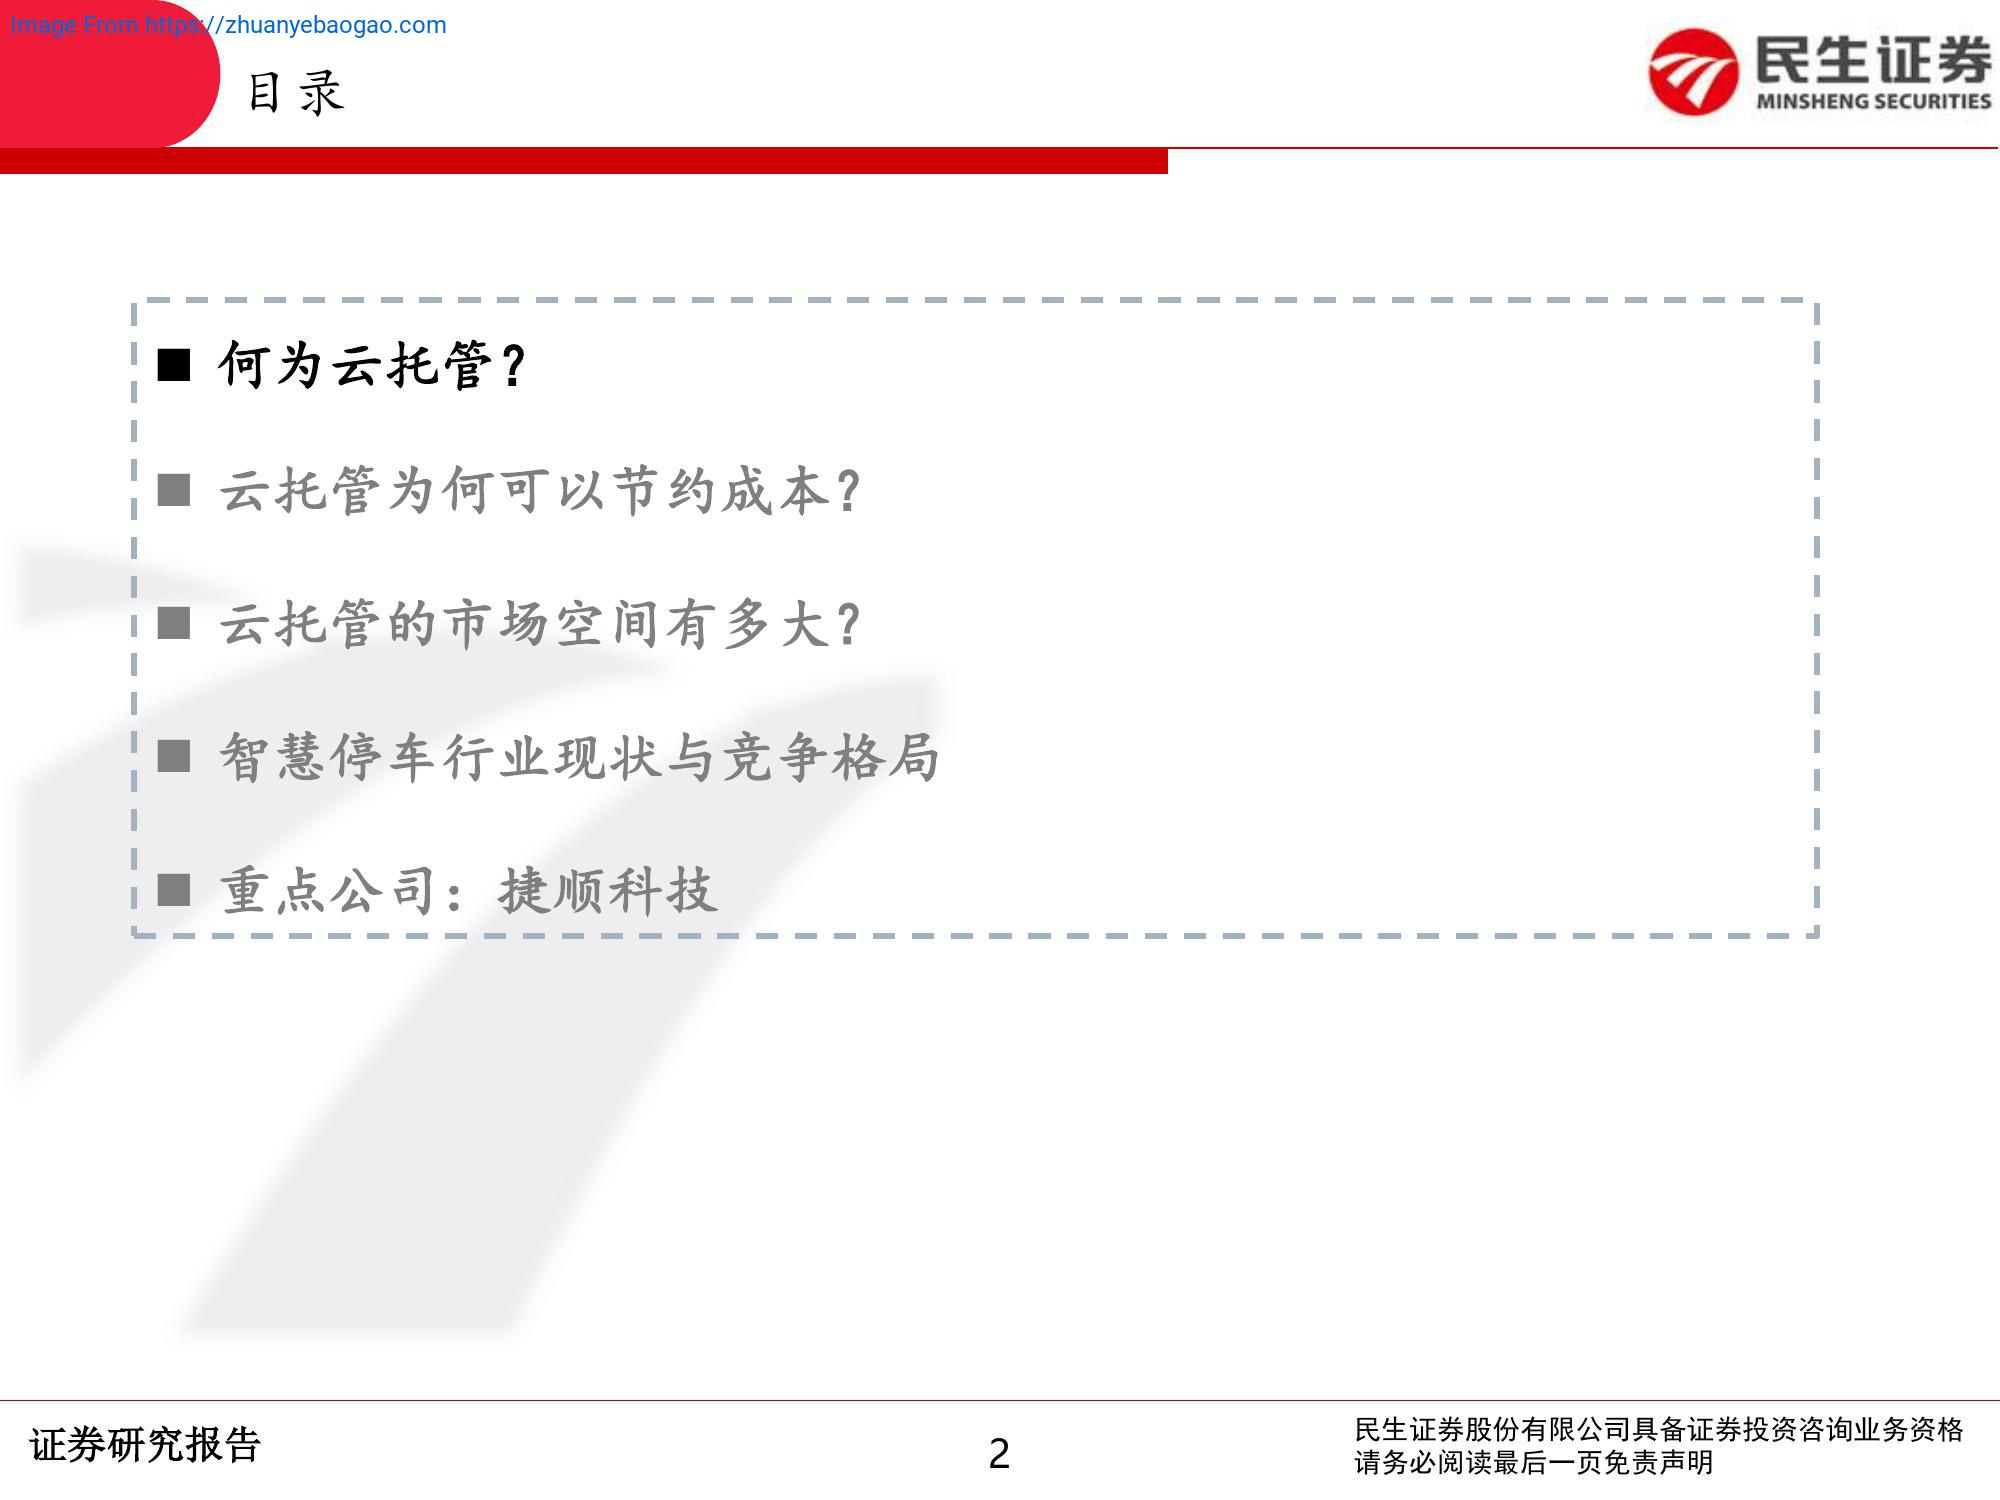 Image From https://zhuanyebaogao.com
目录
民生证券
MINSHENG SECURITIES
■ 何为云托管？
■ 云托管为何可以节约成本？
■ 云托管的市场空间有多大？
■ 智慧停车行业现状与竞争格局
■ 重点公司：捷顺科技
证券研究报告
2
民生证券股份有限公司具备证券投资咨询业务资格
请务必阅读最后一页免责声明